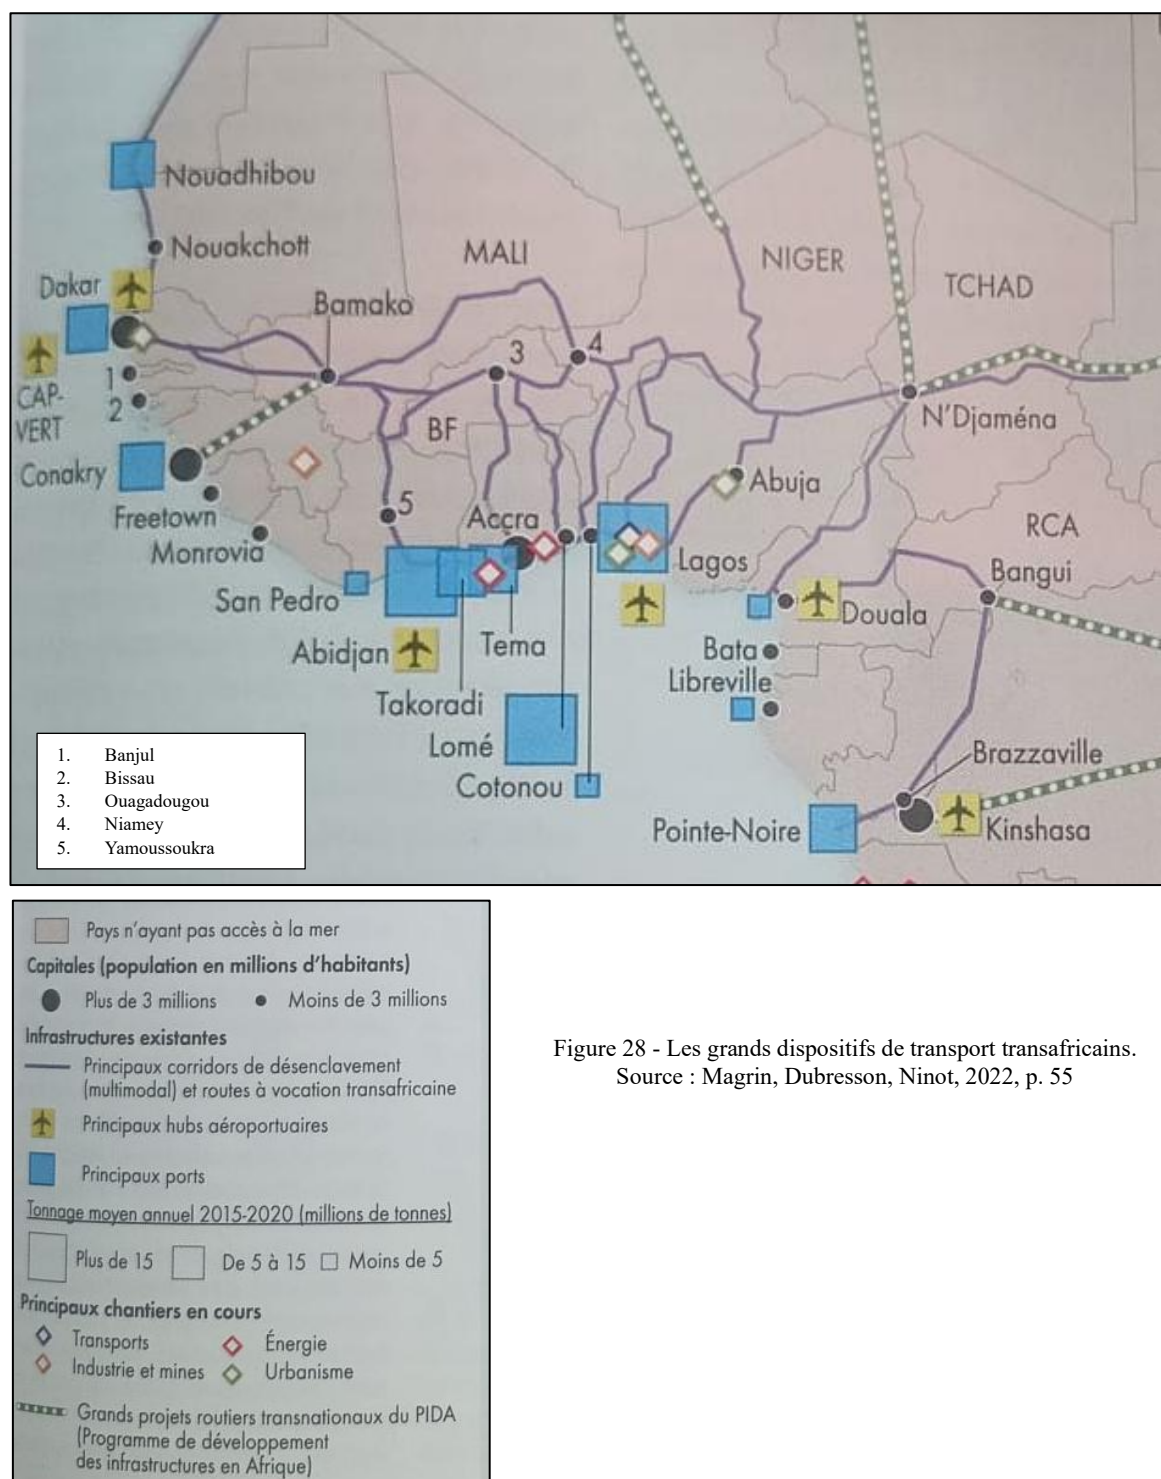 Nouadhibou
Nouakchott
MALI
NIGER
TCHAD
Dakar
Bamako
CAP-
VERT
1
2
3
4
BF
N'Djaména
Conakry
Freetown
Monrovia
5
Accra
Abuja
RCA
San Pedro
Lagos
Bangui
Abidjan
Tema
Douala
Bata
Libreville
Takoradi
Lomé
Cotonou
Brazzaville
Pointe-Noire
Kinshasa
1. Banjul
2. Bissau
3. Ouagadougou
4. Niamey
5. Yamoussoukra
Pays n'ayant pas accès à la mer
Capitales (population en millions d'habitants)
Plus de 3 millions Moins de 3 millions
Infrastructures existantes
Principaux corridors de désenclavement
(multimodal) et routes à vocation transafricaine
Principaux hubs aéroportuaires
Principaux ports
Tonnage moyen annuel 2015-2020 (millions de tonnes)
Plus de 15 De 5 à 15 Moins de 5
Principaux chantiers en cours
Transports Énergie
Industrie et mines Urbanisme
Grands projets routiers transnationaux du PIDA
(Programme de développement
des infrastructures en Afrique)
Figure 28 - Les grands dispositifs de transport transafricains.
Source : Magrin, Dubresson, Ninot, 2022, p. 55